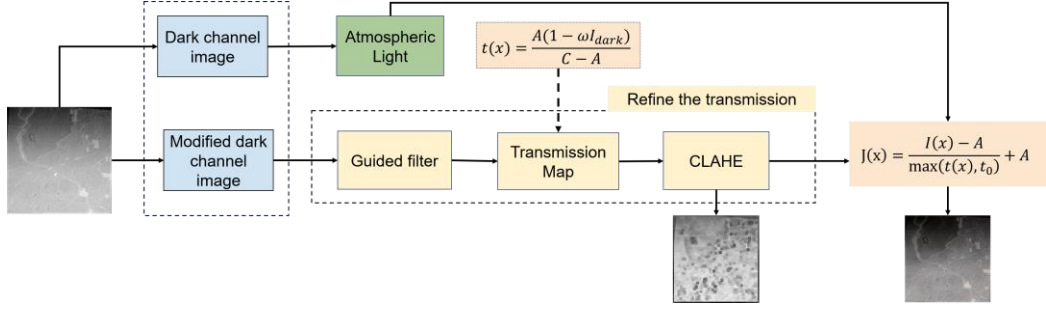 Dark channel
image
Atmospheric
Light
t(x) = A(1 − ωI_dark) / (C − A)
Refine the transmission
Modified dark
channel
image
Guided filter
Transmission
Map
CLAHE
J(x) = (I(x) − A) / max(t(x), t₀) + A